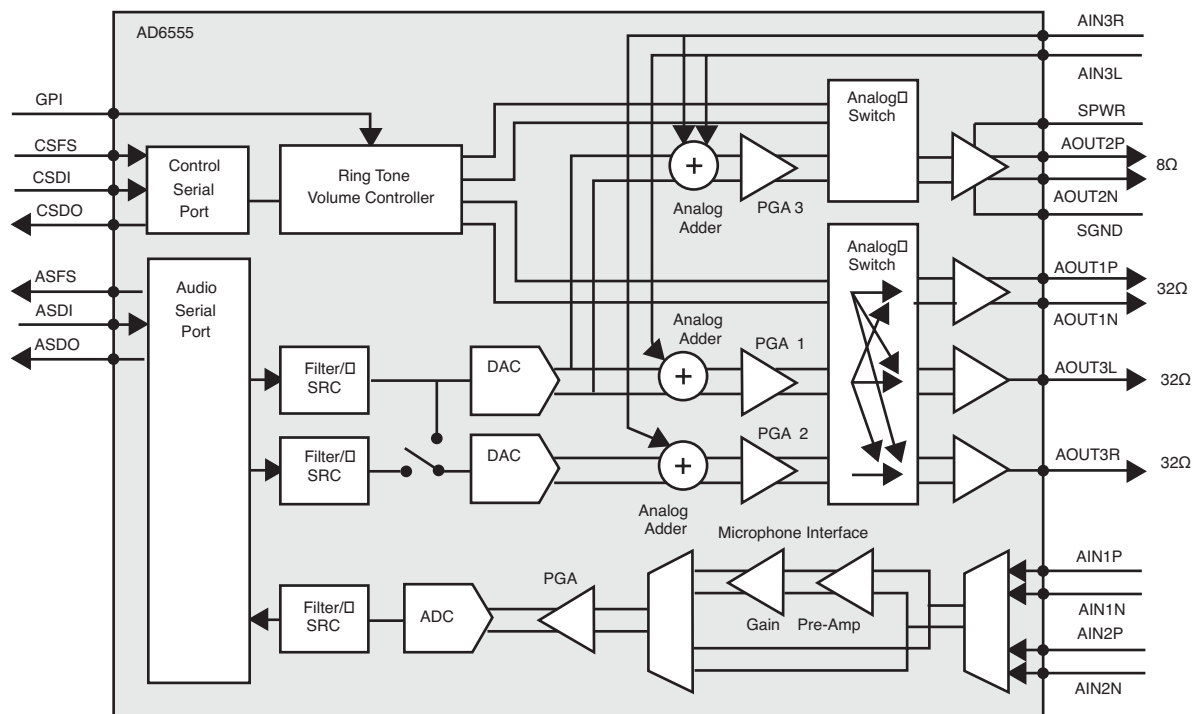 AD6555
AIN3R
AIN3L
GPI
Analog
Switch
SPWR
CSFS
AOUT2P
8Ω
CSDI
Control
Serial
Port
Ring Tone
Volume Controller
+
AOUT2N
CSDO
Analog
Adder
PGA 3
SGND
Analog
Switch
AOUT1P
ASFS
Audio
Serial
Port
32Ω
ASDI
AOUT1N
Analog
Adder
ASDO
PGA 1
Filter/
SRC
DAC
+
AOUT3L
32Ω
PGA 2
Filter/
SRC
DAC
+
AOUT3R
32Ω
Analog
Adder
Microphone Interface
AIN1P
PGA
AIN1N
Filter/
SRC
ADC
Gain
Pre-Amp
AIN2P
AIN2N